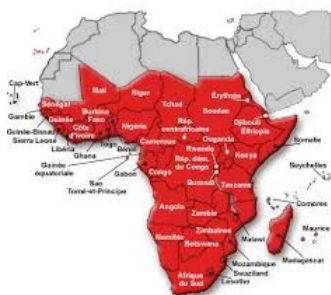 Cap-Vert
Mali
Niger
Tchad
Soudan
Érythrée
Sénégal
Gambie
Guinée
Burkina
Faso
Djibouti
Guinée-Bissau
Sierra Leone
Côte
d'Ivoire
Nigéria
Rép.
centrafricaine
Éthiopie
Libéria
Ghana
Togo
Bénin
Cameroun
Ouganda
Somalie
Guinée
équatoriale
Gabon
Congo
Rép. dém.
du Congo
Rwanda
Kenya
Seychelles
Sao
Tomé-et-Principe
Burundi
Tanzanie
Comores
Angola
Zambie
Malawi
Maurice
Namibie
Zimbabwe
Botswana
Madagascar
Mozambique
Swaziland
Afrique
du Sud
Lesotho